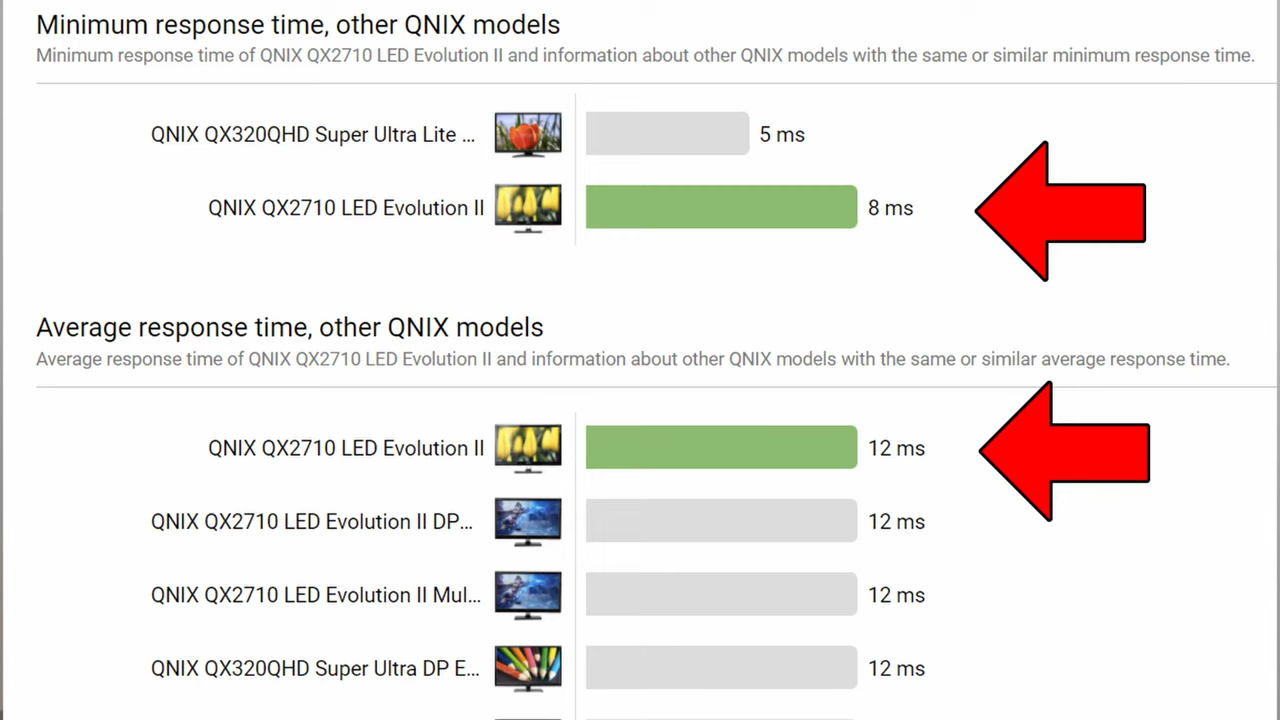 Minimum response time, other QNIX models
Minimum response time of QNIX QX2710 LED Evolution II and information about other QNIX models with the same or similar minimum response time.
QNIX QX320QHD Super Ultra Lite ... 5 ms
QNIX QX2710 LED Evolution II 8 ms
Average response time, other QNIX models
Average response time of QNIX QX2710 LED Evolution II and information about other QNIX models with the same or similar average response time.
QNIX QX2710 LED Evolution II 12 ms
QNIX QX2710 LED Evolution II DP... 12 ms
QNIX QX2710 LED Evolution II Mul... 12 ms
QNIX QX320QHD Super Ultra DP E... 12 ms